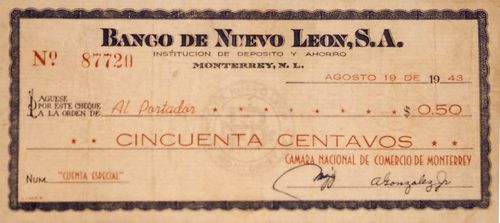 BANCO DE NUEVO LEON, S.A.
INSTITUCION DE DEPOSITO Y AHORRO
Nº 87720
MONTERREY, N. L.
AGOSTO 19 DE 1943
PAGUESE
POR ESTE CHEQUE
A LA ORDEN DE Al Portador $ 0.50
CINCUENTA CENTAVOS
CAMARA NACIONAL DE COMERCIO DE MONTERREY
NUM. "CUENTA ESPECIAL"
AGonzalez Jr